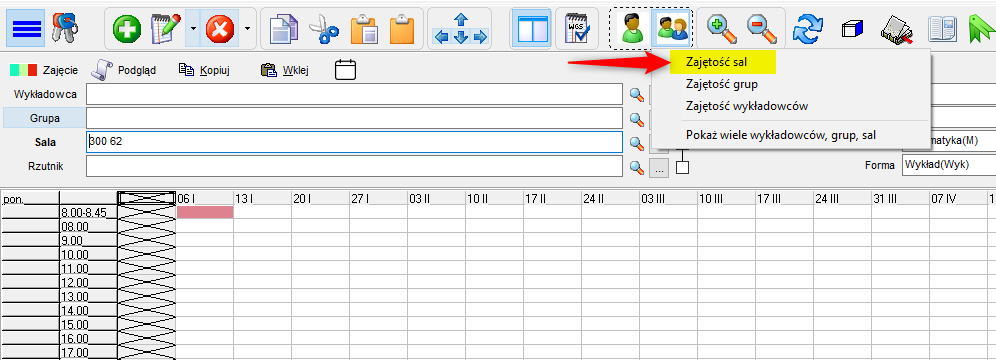 WGS
Zajęcie Podgląd Kopiuj Wklej
Zajętość sal
Zajętość grup
Zajętość wykładowców
Pokaż wiele wykładowców, grup, sal
Wykładowca
Grupa
Sala 300 62 matyka(M)
Rzutnik ... Forma Wykład(Wyk)
pon. 06 I 13 I 20 I 27 I 03 II 10 II 17 II 24 II 03 III 10 III 17 III 24 III 31 III 07 IV 1
8.00-8.45
08.00
9.00
10.00
11.00
12.00
13.00
14.00
15.00
16.00
17.00